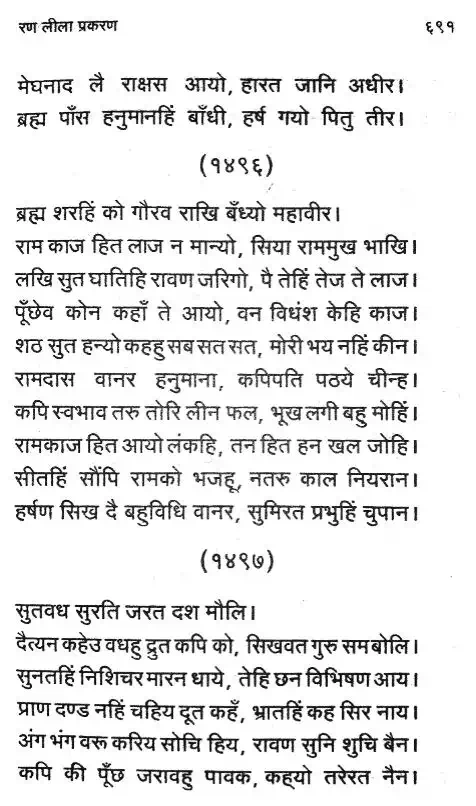 रण लीला प्रकरण ६९१
मेघनाद लै राक्षस आयो, हारत जानि अधीर।
ब्रह्म पाँस हनुमानहिं बाँधी, हर्ष गयो पितु तीर।
(१४९६)
ब्रह्म शरहिं को गौरव राखि बँध्यो महावीर।
राम काज हित लाज न मान्यो, सिया राममुख भाखि।
लखि सुत घातिहि रावण जरिगो, पै तेहिं तेज ते लाज।
पूँछेव कोन कहाँ ते आयो, वन विधंश केहि काज।
शठ सुत हन्यो कहहु सब सत सत, मोरी भय नहिं कीन।
रामदास वानर हनुमाना, कपिपति पठये चीन्ह।
कपि स्वभाव तरु तोरि लीन फल, भूख लगी बहु मोहिं।
रामकाज हित आयो लंकहि, तन हित हन खल जोहि।
सीतहिं सौंपि रामको भजहू, नतरु काल नियरान।
हर्षण सिख दै बहुविधि वानर, सुमिरत प्रभुहिं चुपान।
(१४९७)
सुतवध सुरति जरत दश मौलि।
दैत्यन कहेउ वधहु द्रुत कपि को, सिखवत गुरु सम बोलि।
सुनतहिं निशिचर मारन धाये, तेहि छन विभिषण आय।
प्राण दण्ड नहिं चहिय दूत कहँ, भ्रातहिं कह सिर नाय।
अंग भंग वरू करिय सोचि हिय, रावण सुनि शुचि बैन।
कपि की पूँछ जरावहु पावक, कह्यो तरेरत नैन।